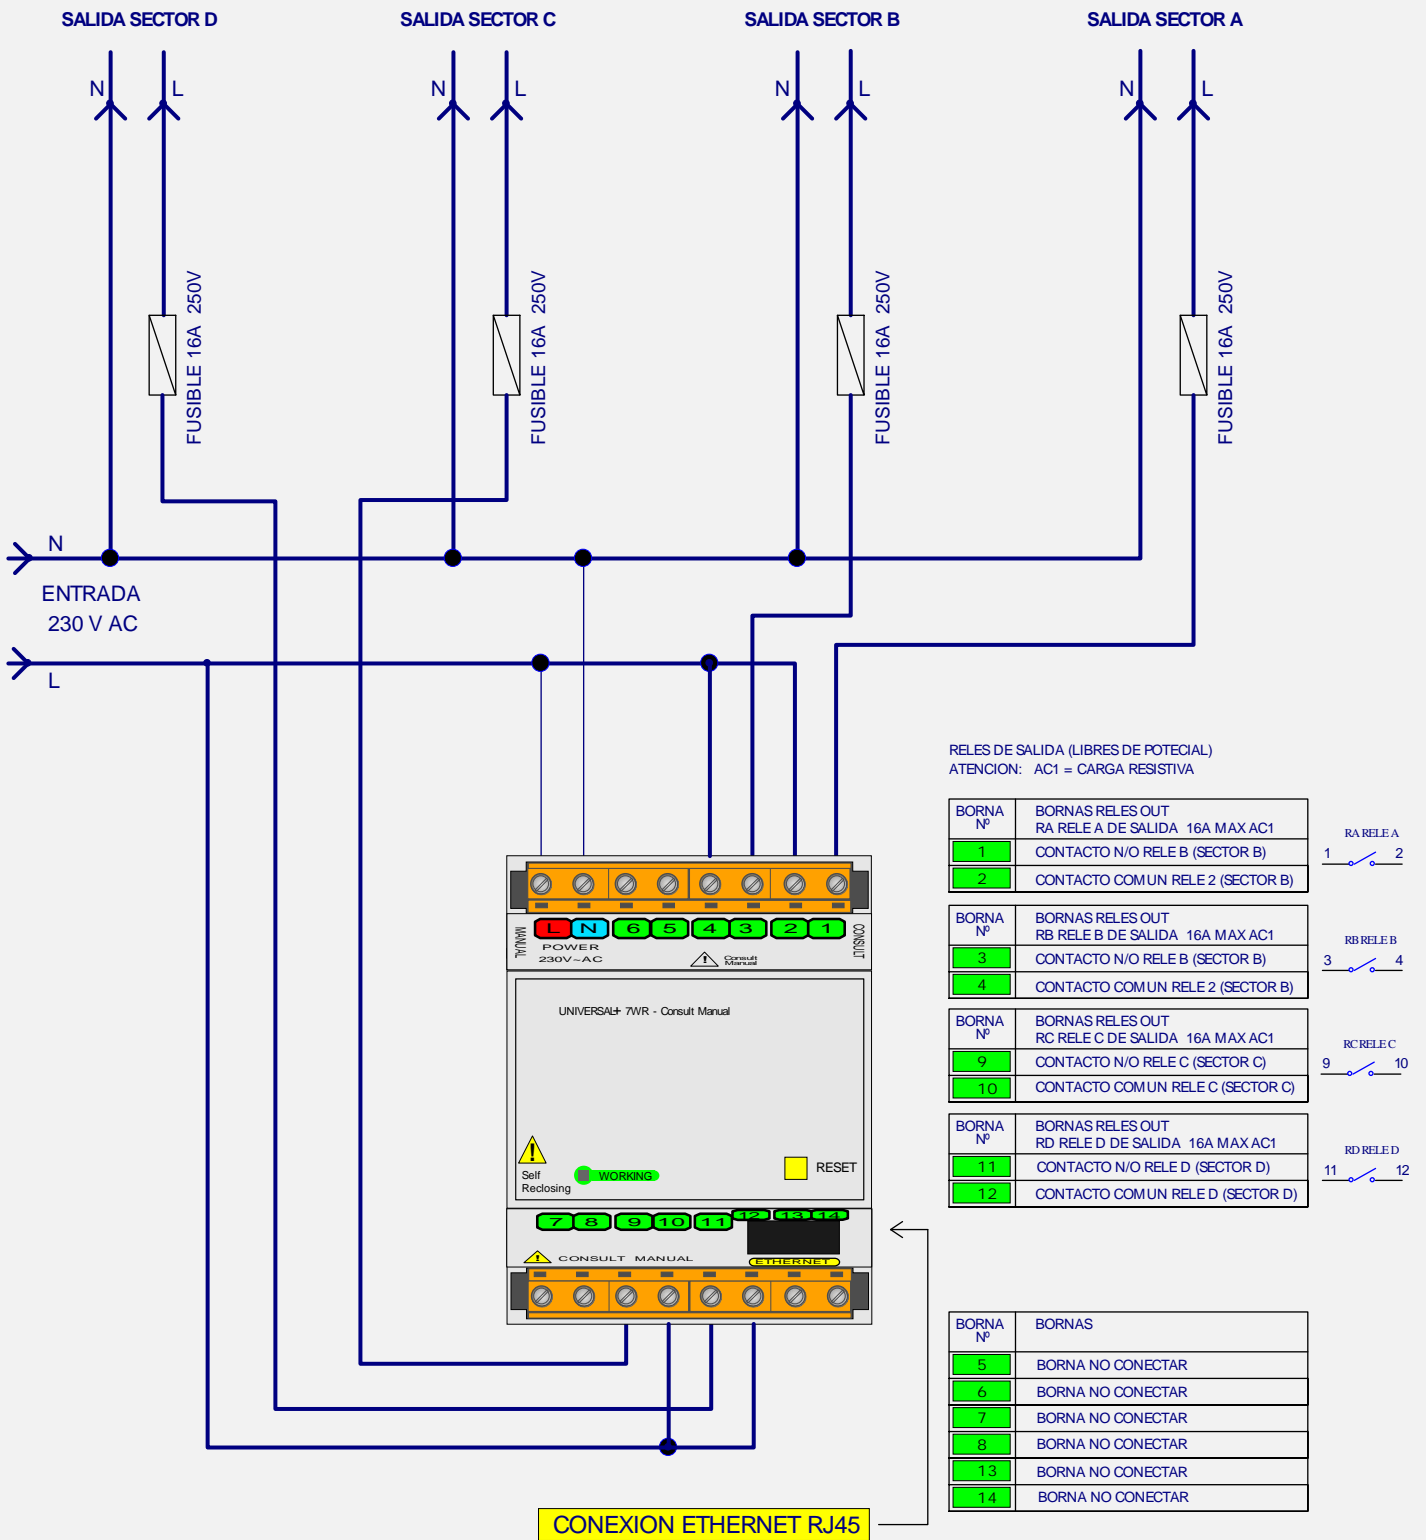 SALIDA SECTOR D
SALIDA SECTOR C
SALIDA SECTOR B
SALIDA SECTOR A
N L
N L
N L
N L
FUSIBLE 16A 250V
FUSIBLE 16A 250V
FUSIBLE 16A 250V
FUSIBLE 16A 250V
N
ENTRADA
230 V AC
L
L N 6 5 4 3 2 1
MANUAL
POWER
230V~AC
Consult
Manual
CONSULT
UNIVERSAL+ 7WR - Consult Manual
Self
Reclosing
WORKING
RESET
7 8 9 10 11 12 13 14
CONSULT MANUAL
ETHERNET
CONEXION ETHERNET RJ45
RELES DE SALIDA (LIBRES DE POTECIAL)
ATENCION: AC1 = CARGA RESISTIVA
BORNA Nº
BORNAS RELES OUT
RA RELE A DE SALIDA 16A MAX AC1
1 CONTACTO N/O RELE B (SECTOR B)
2 CONTACTO COMUN RELE 2 (SECTOR B)
RA RELE A
1 2
BORNA Nº
BORNAS RELES OUT
RB RELE B DE SALIDA 16A MAX AC1
3 CONTACTO N/O RELE B (SECTOR B)
4 CONTACTO COMUN RELE 2 (SECTOR B)
RB RELE B
3 4
BORNA Nº
BORNAS RELES OUT
RC RELE C DE SALIDA 16A MAX AC1
9 CONTACTO N/O RELE C (SECTOR C)
10 CONTACTO COMUN RELE C (SECTOR C)
RC RELE C
9 10
BORNA Nº
BORNAS RELES OUT
RD RELE D DE SALIDA 16A MAX AC1
11 CONTACTO N/O RELE D (SECTOR D)
12 CONTACTO COMUN RELE D (SECTOR D)
RD RELE D
11 12
BORNA Nº
BORNAS
5 BORNA NO CONECTAR
6 BORNA NO CONECTAR
7 BORNA NO CONECTAR
8 BORNA NO CONECTAR
13 BORNA NO CONECTAR
14 BORNA NO CONECTAR